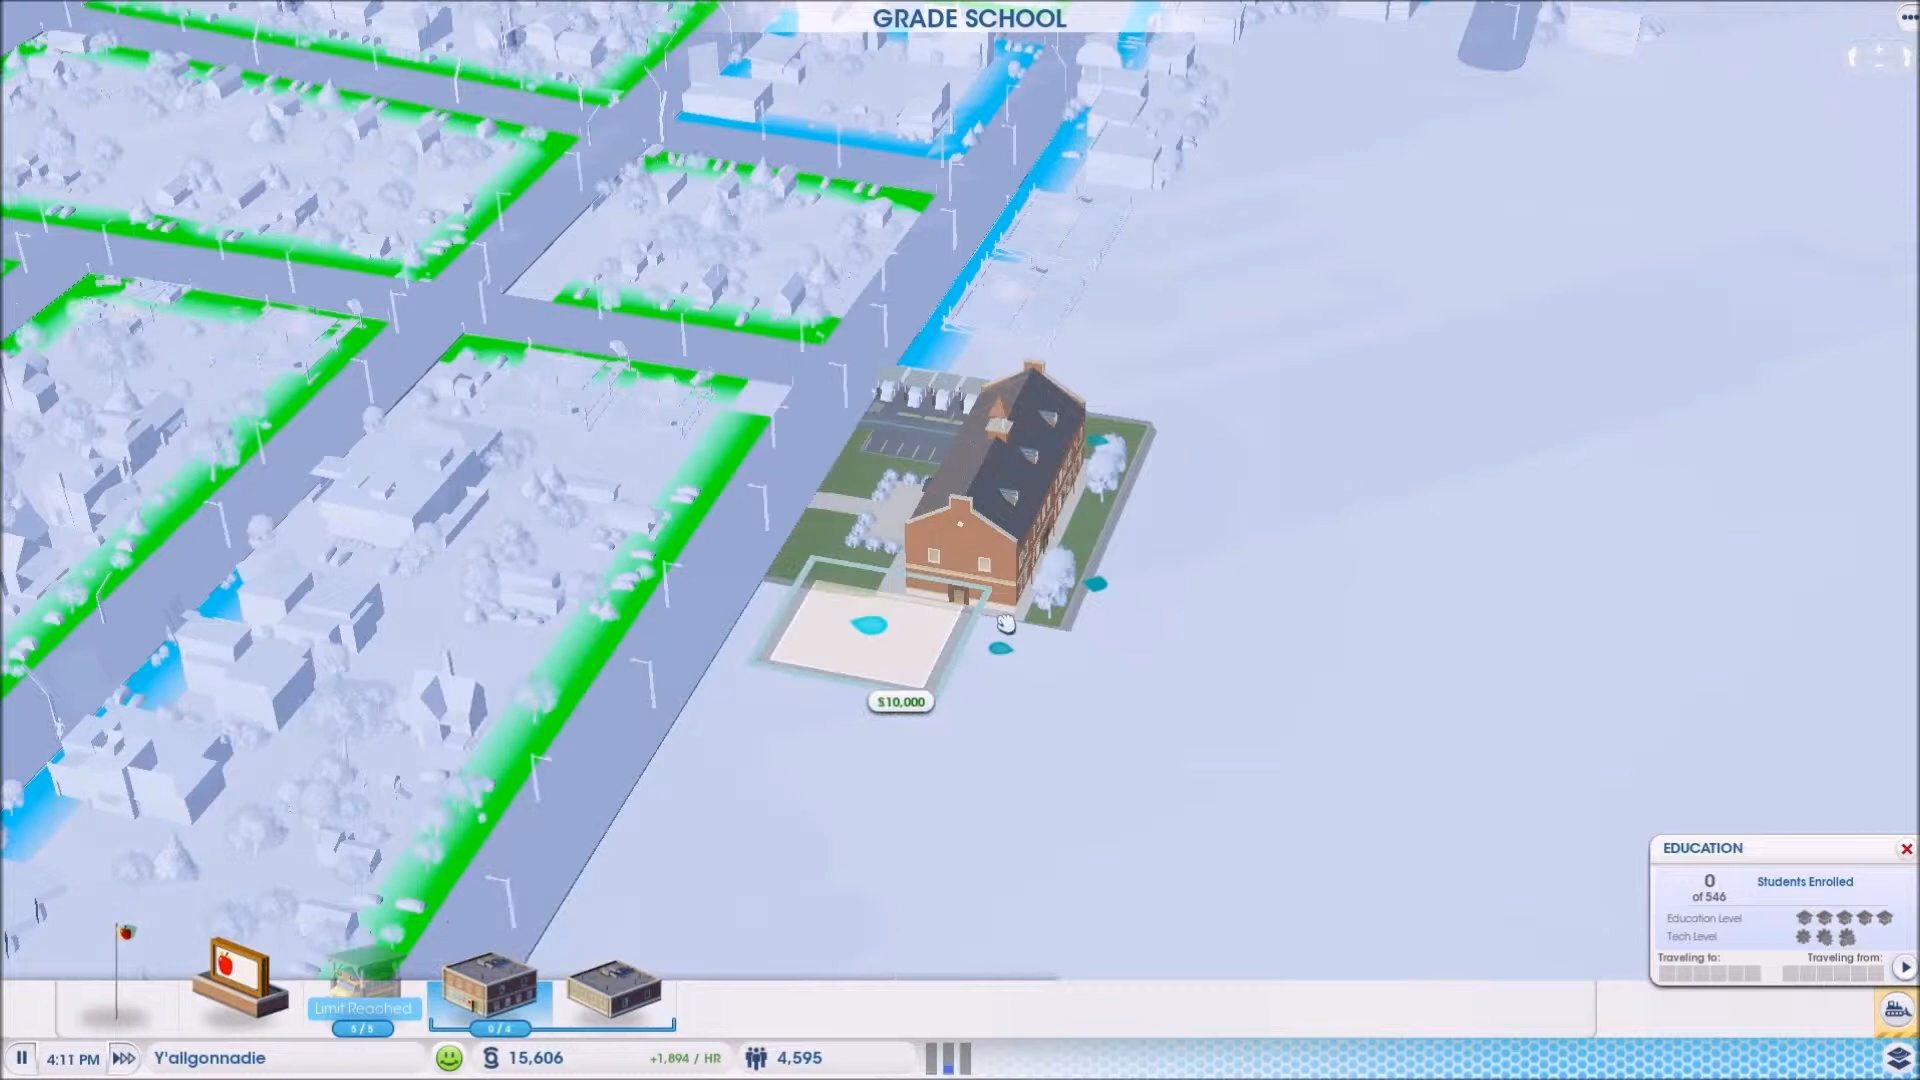 GRADE SCHOOL
§10,000
EDUCATION
0
of 546
Students Enrolled
Education Level
Tech Level
Traveling to:
Traveling from:
Limit Reached
5/5
0/4
4:11 PM
Y'allgonnadie
15,606
+1,894 / HR
4,595